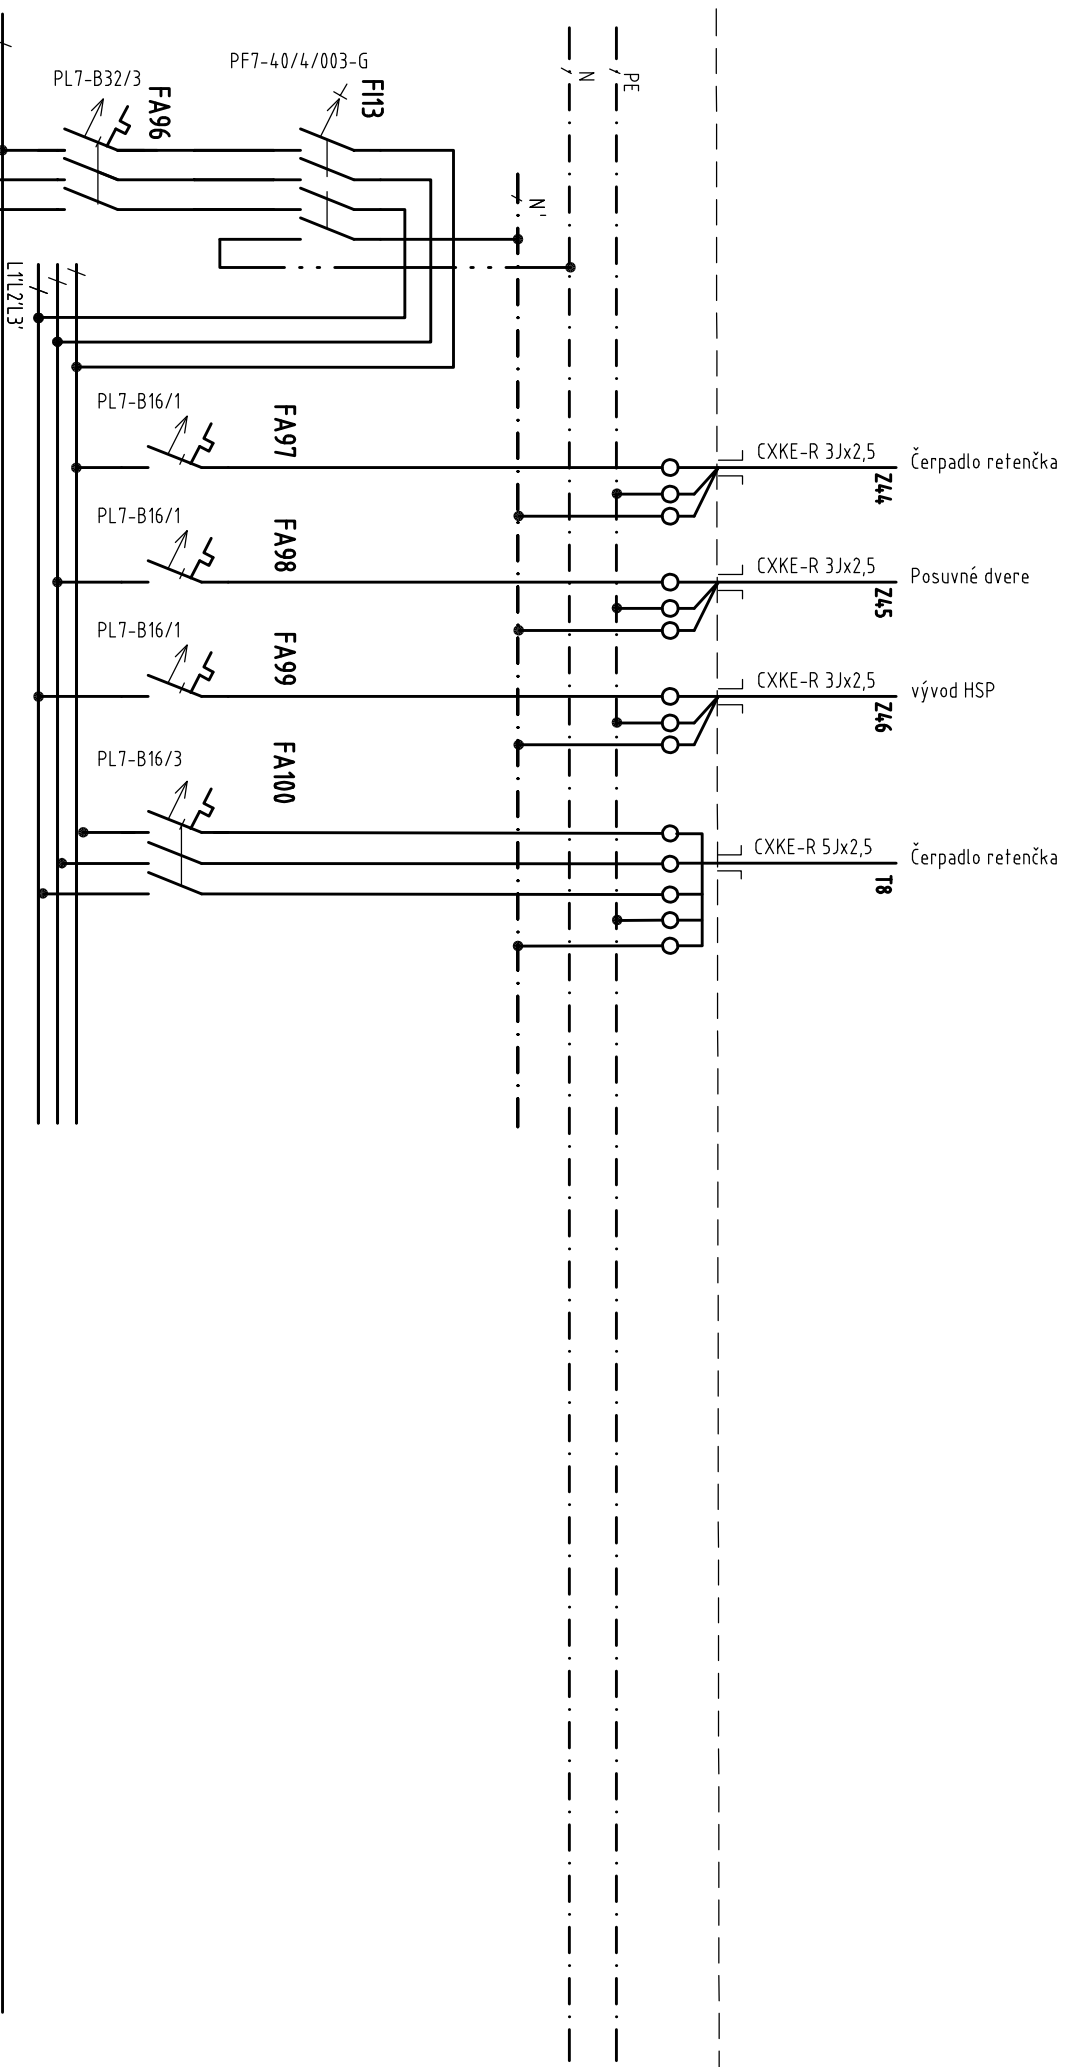 PF7-40/4/003-G
PL7-B32/3
FI13
FA96
N
PE
N'
L1'L2'L3'
PL7-B16/1
FA97
CXKE-R 3Jx2,5
Čerpadlo retenčka
Z44
PL7-B16/1
FA98
CXKE-R 3Jx2,5
Posuvné dvere
Z45
PL7-B16/1
FA99
CXKE-R 3Jx2,5
vývod HSP
Z46
PL7-B16/3
FA100
CXKE-R 5Jx2,5
Čerpadlo retenčka
T8